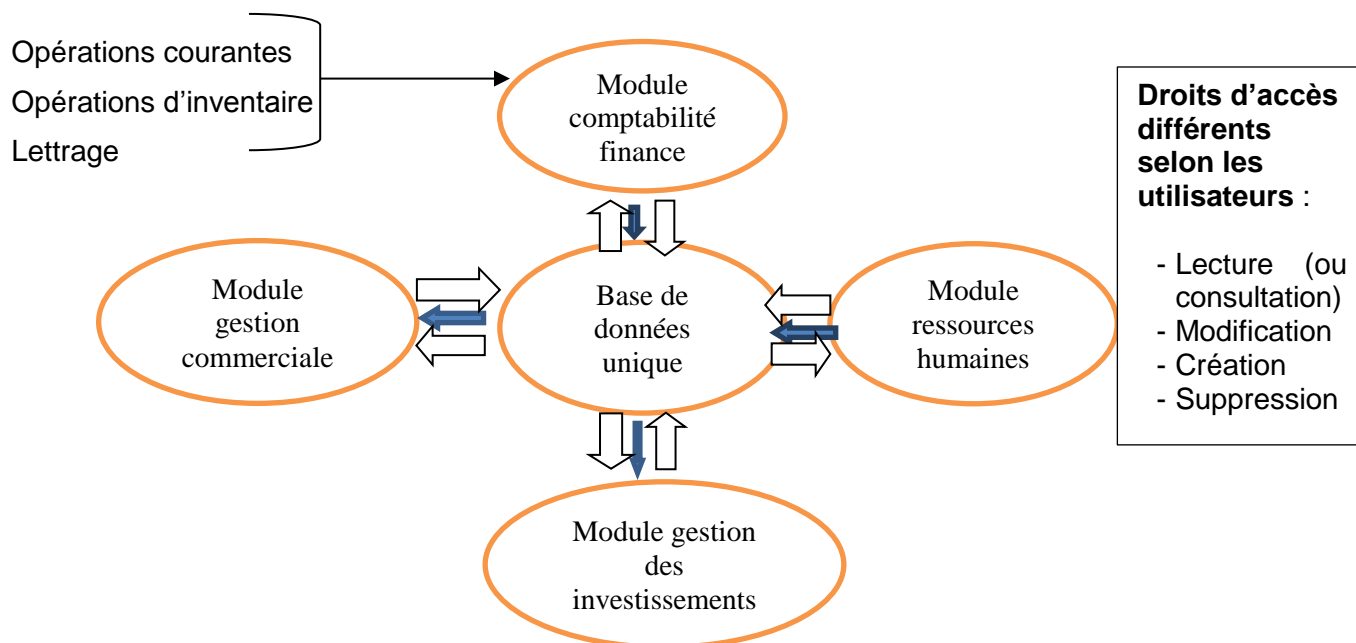 Opérations courantes
Opérations d’inventaire
Lettrage
Module
comptabilité
finance
Droits d’accès
différents
selon les
utilisateurs :
- Lecture (ou
consultation)
- Modification
- Création
- Suppression
Module
gestion
commerciale
Base de
données
unique
Module
ressources
humaines
Module gestion
des
investissements